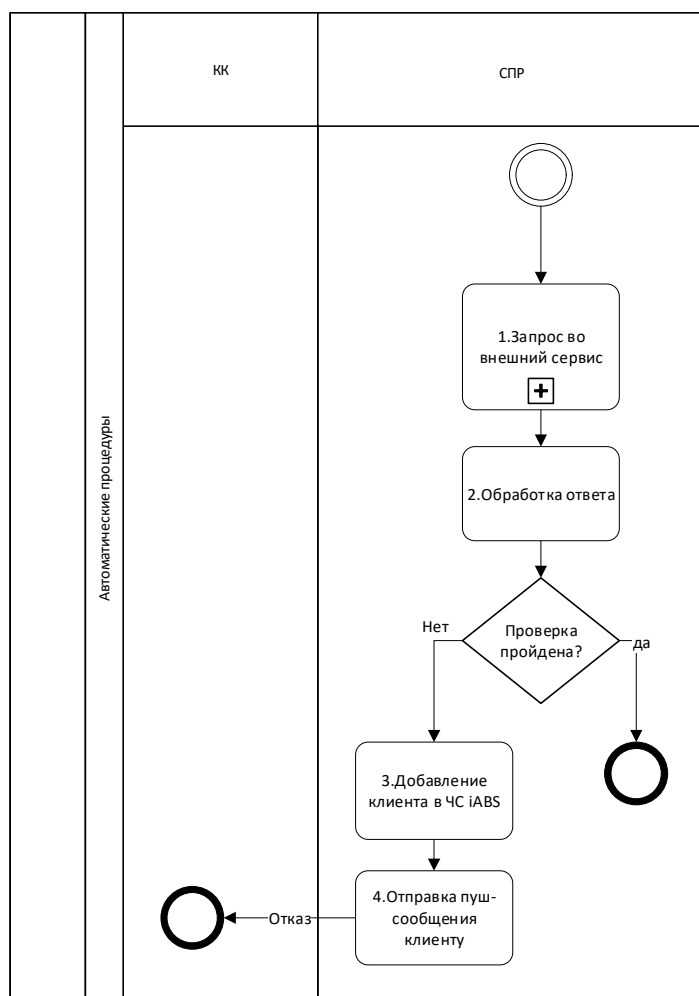 КК
СПР
Автоматические процедуры
1.Запрос во
внешний сервис
2.Обработка ответа
Проверка
пройдена?
Нет
да
3.Добавление
клиента в ЧС iABS
4.Отправка пуш-
сообщения
клиенту
Отказ